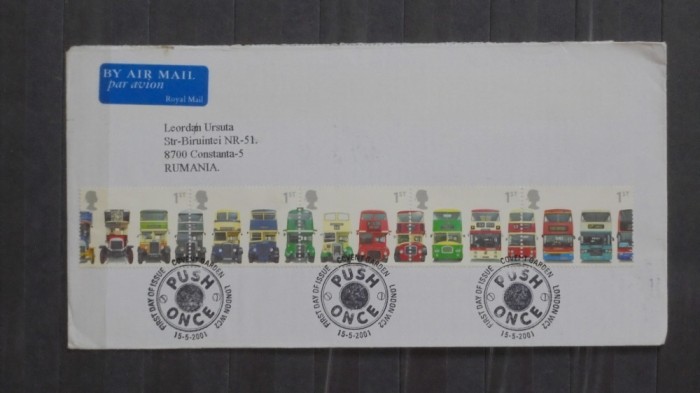 BY AIR MAIL
par avion
Royal Mail
Leordan Ursuta
Str-Biruintei NR-51.
8700 Constanta-5
RUMANIA.
1ST 1ST 1ST 1ST 1ST
FIRST DAY OF ISSUE COVENT GARDEN LONDON WC2
PUSH
ONCE
15-5-2001
FIRST DAY OF ISSUE COVENT GARDEN LONDON WC2
PUSH
ONCE
15-5-2001
FIRST DAY OF ISSUE COVENT GARDEN LONDON WC2
PUSH
ONCE
15-5-2001